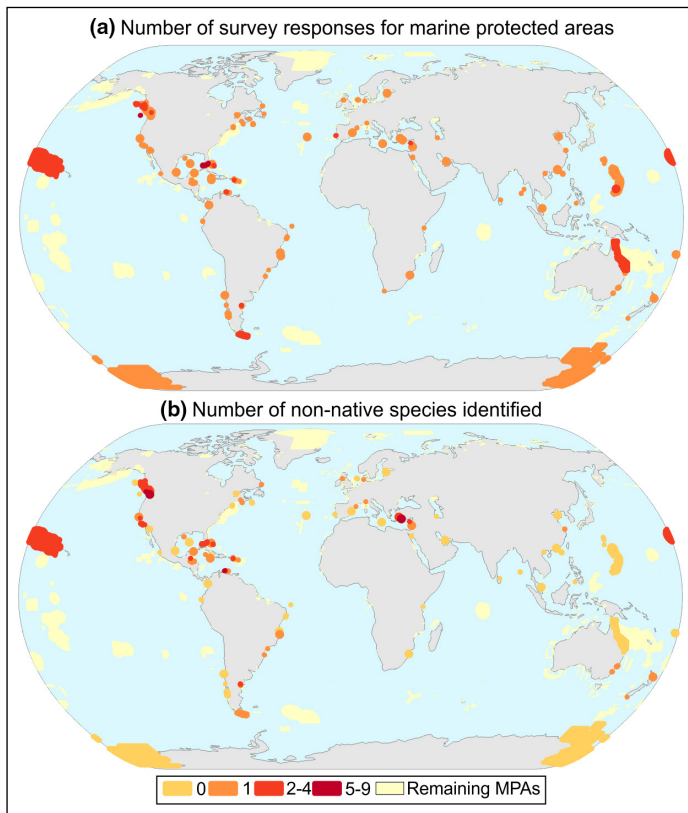 (a) Number of survey responses for marine protected areas
(b) Number of non-native species identified
0 1 2-4 5-9 Remaining MPAs